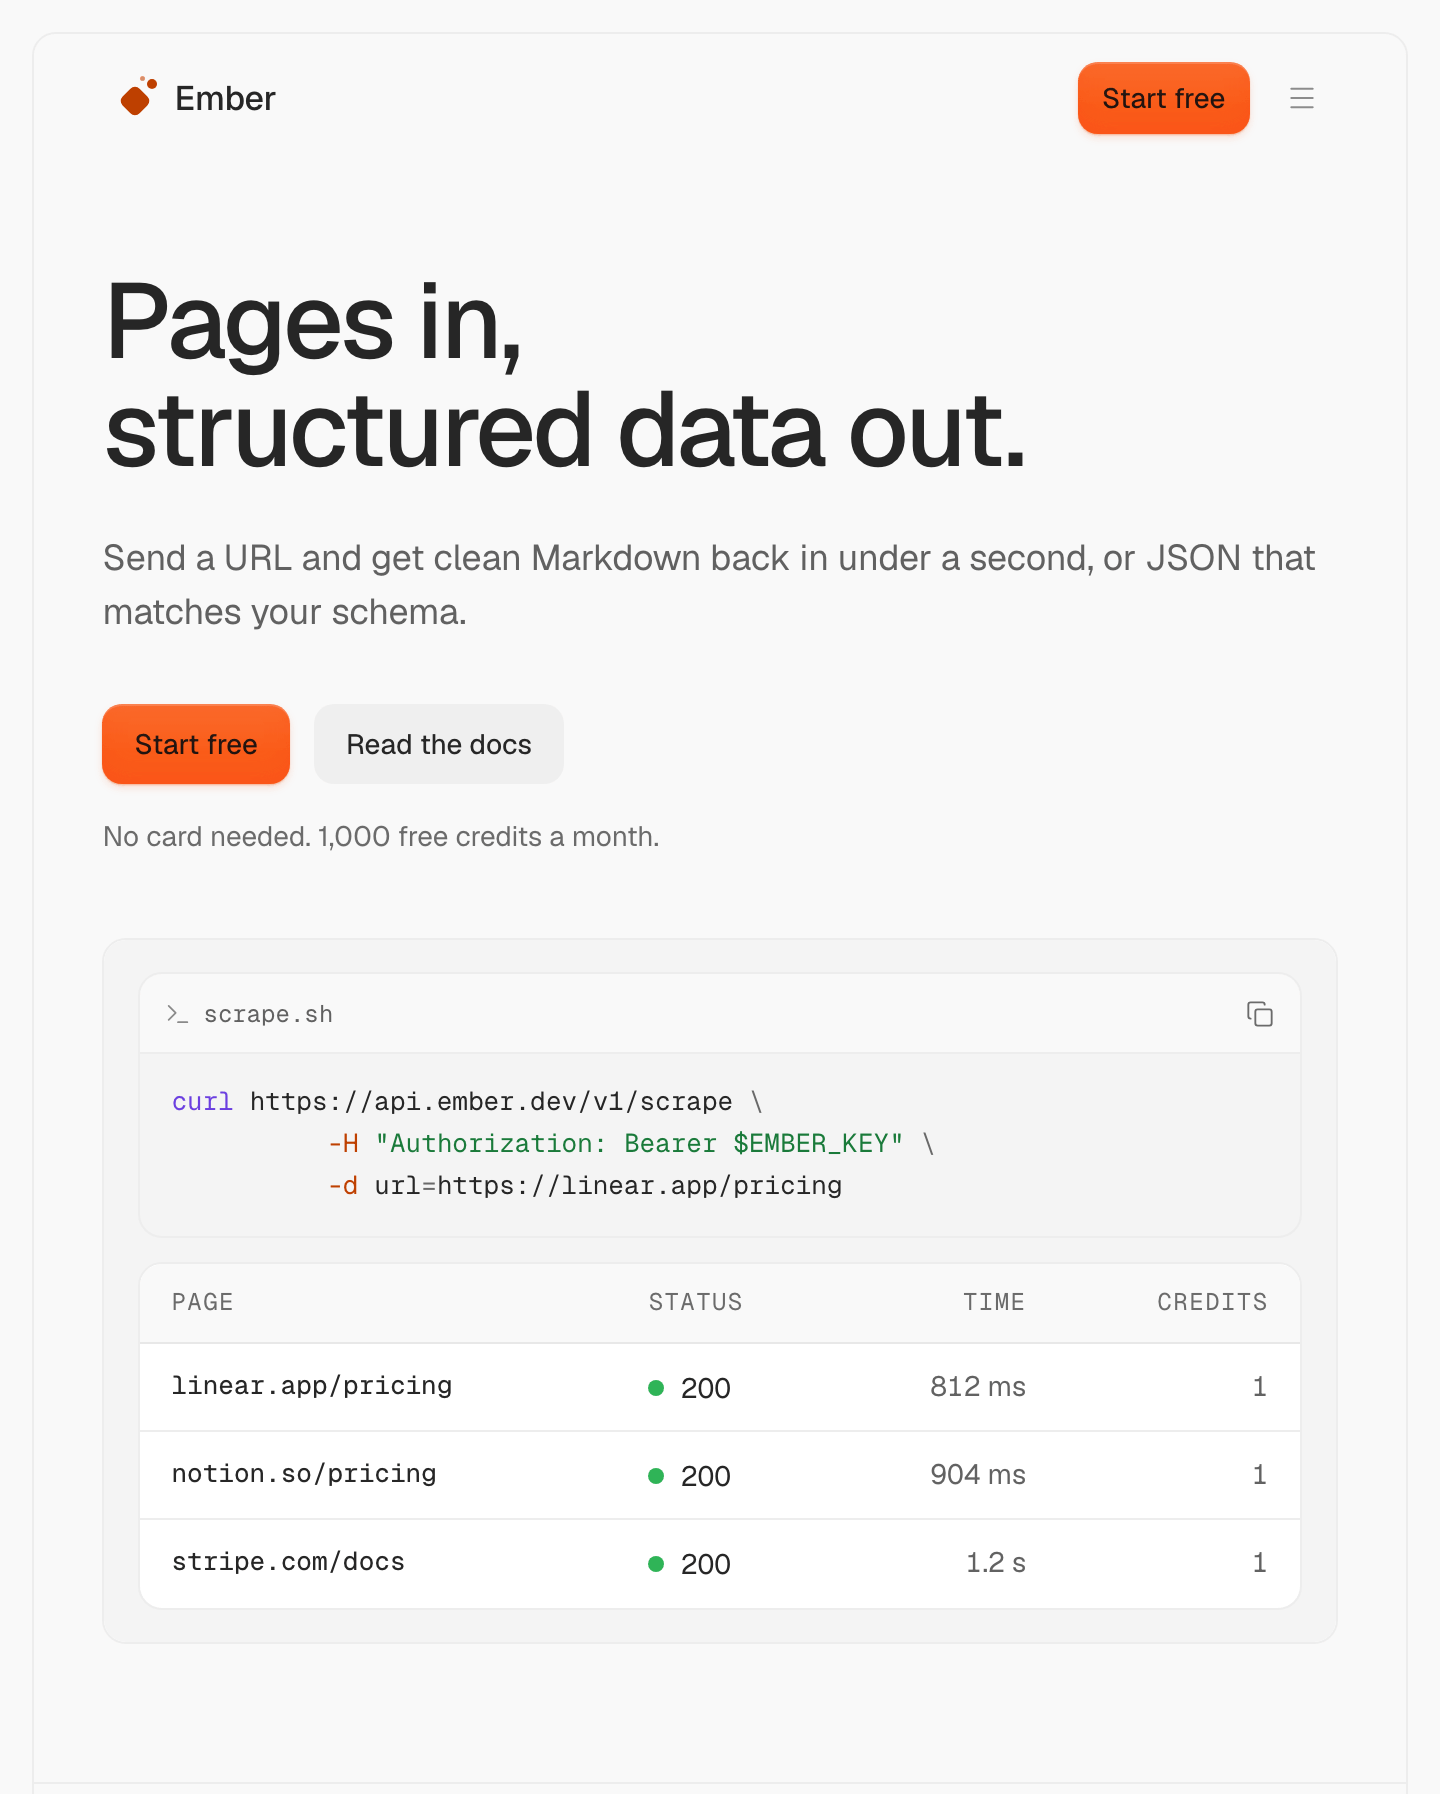 Ember
Start free
Pages in,
structured data out.
Send a URL and get clean Markdown back in under a second, or JSON that
matches your schema.
Start free
Read the docs
No card needed. 1,000 free credits a month.
scrape.sh
curl https://api.ember.dev/v1/scrape \
-H "Authorization: Bearer $EMBER_KEY" \
-d url=https://linear.app/pricing
PAGE STATUS TIME CREDITS
linear.app/pricing 200 812 ms 1
notion.so/pricing 200 904 ms 1
stripe.com/docs 200 1.2 s 1